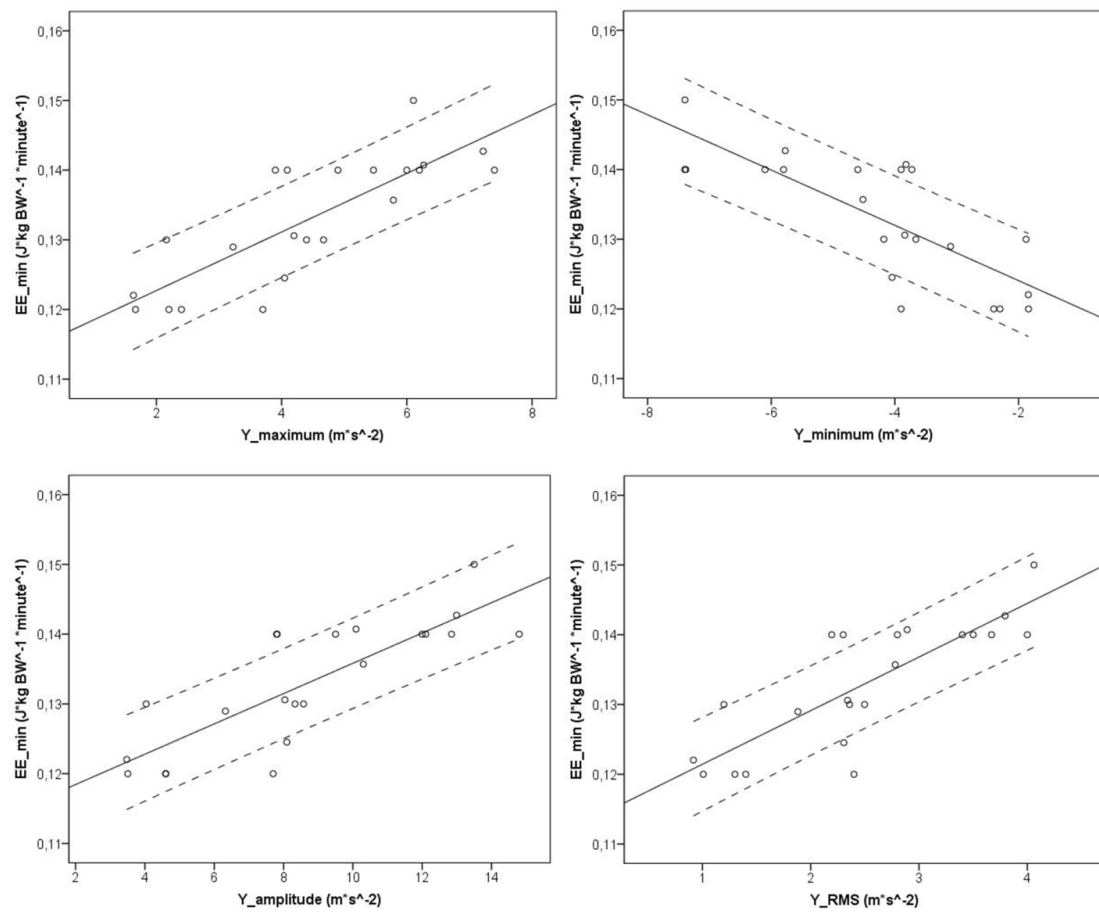 0,16
0,15
0,14
0,13
0,12
0,11
EE_min (J*kg BW^-1 *minute^-1)
2 4 6 8
Y_maximum (m*s^-2)
0,16
0,15
0,14
0,13
0,12
0,11
EE_min (J*kg BW^-1 *minute^-1)
-8 -6 -4 -2
Y_minimum (m*s^-2)
0,16
0,15
0,14
0,13
0,12
0,11
EE_min (J*kg BW^-1 *minute^-1)
2 4 6 8 10 12 14
Y_amplitude (m*s^-2)
0,16
0,15
0,14
0,13
0,12
0,11
EE_min (J*kg BW^-1 *minute^-1)
1 2 3 4
Y_RMS (m*s^-2)